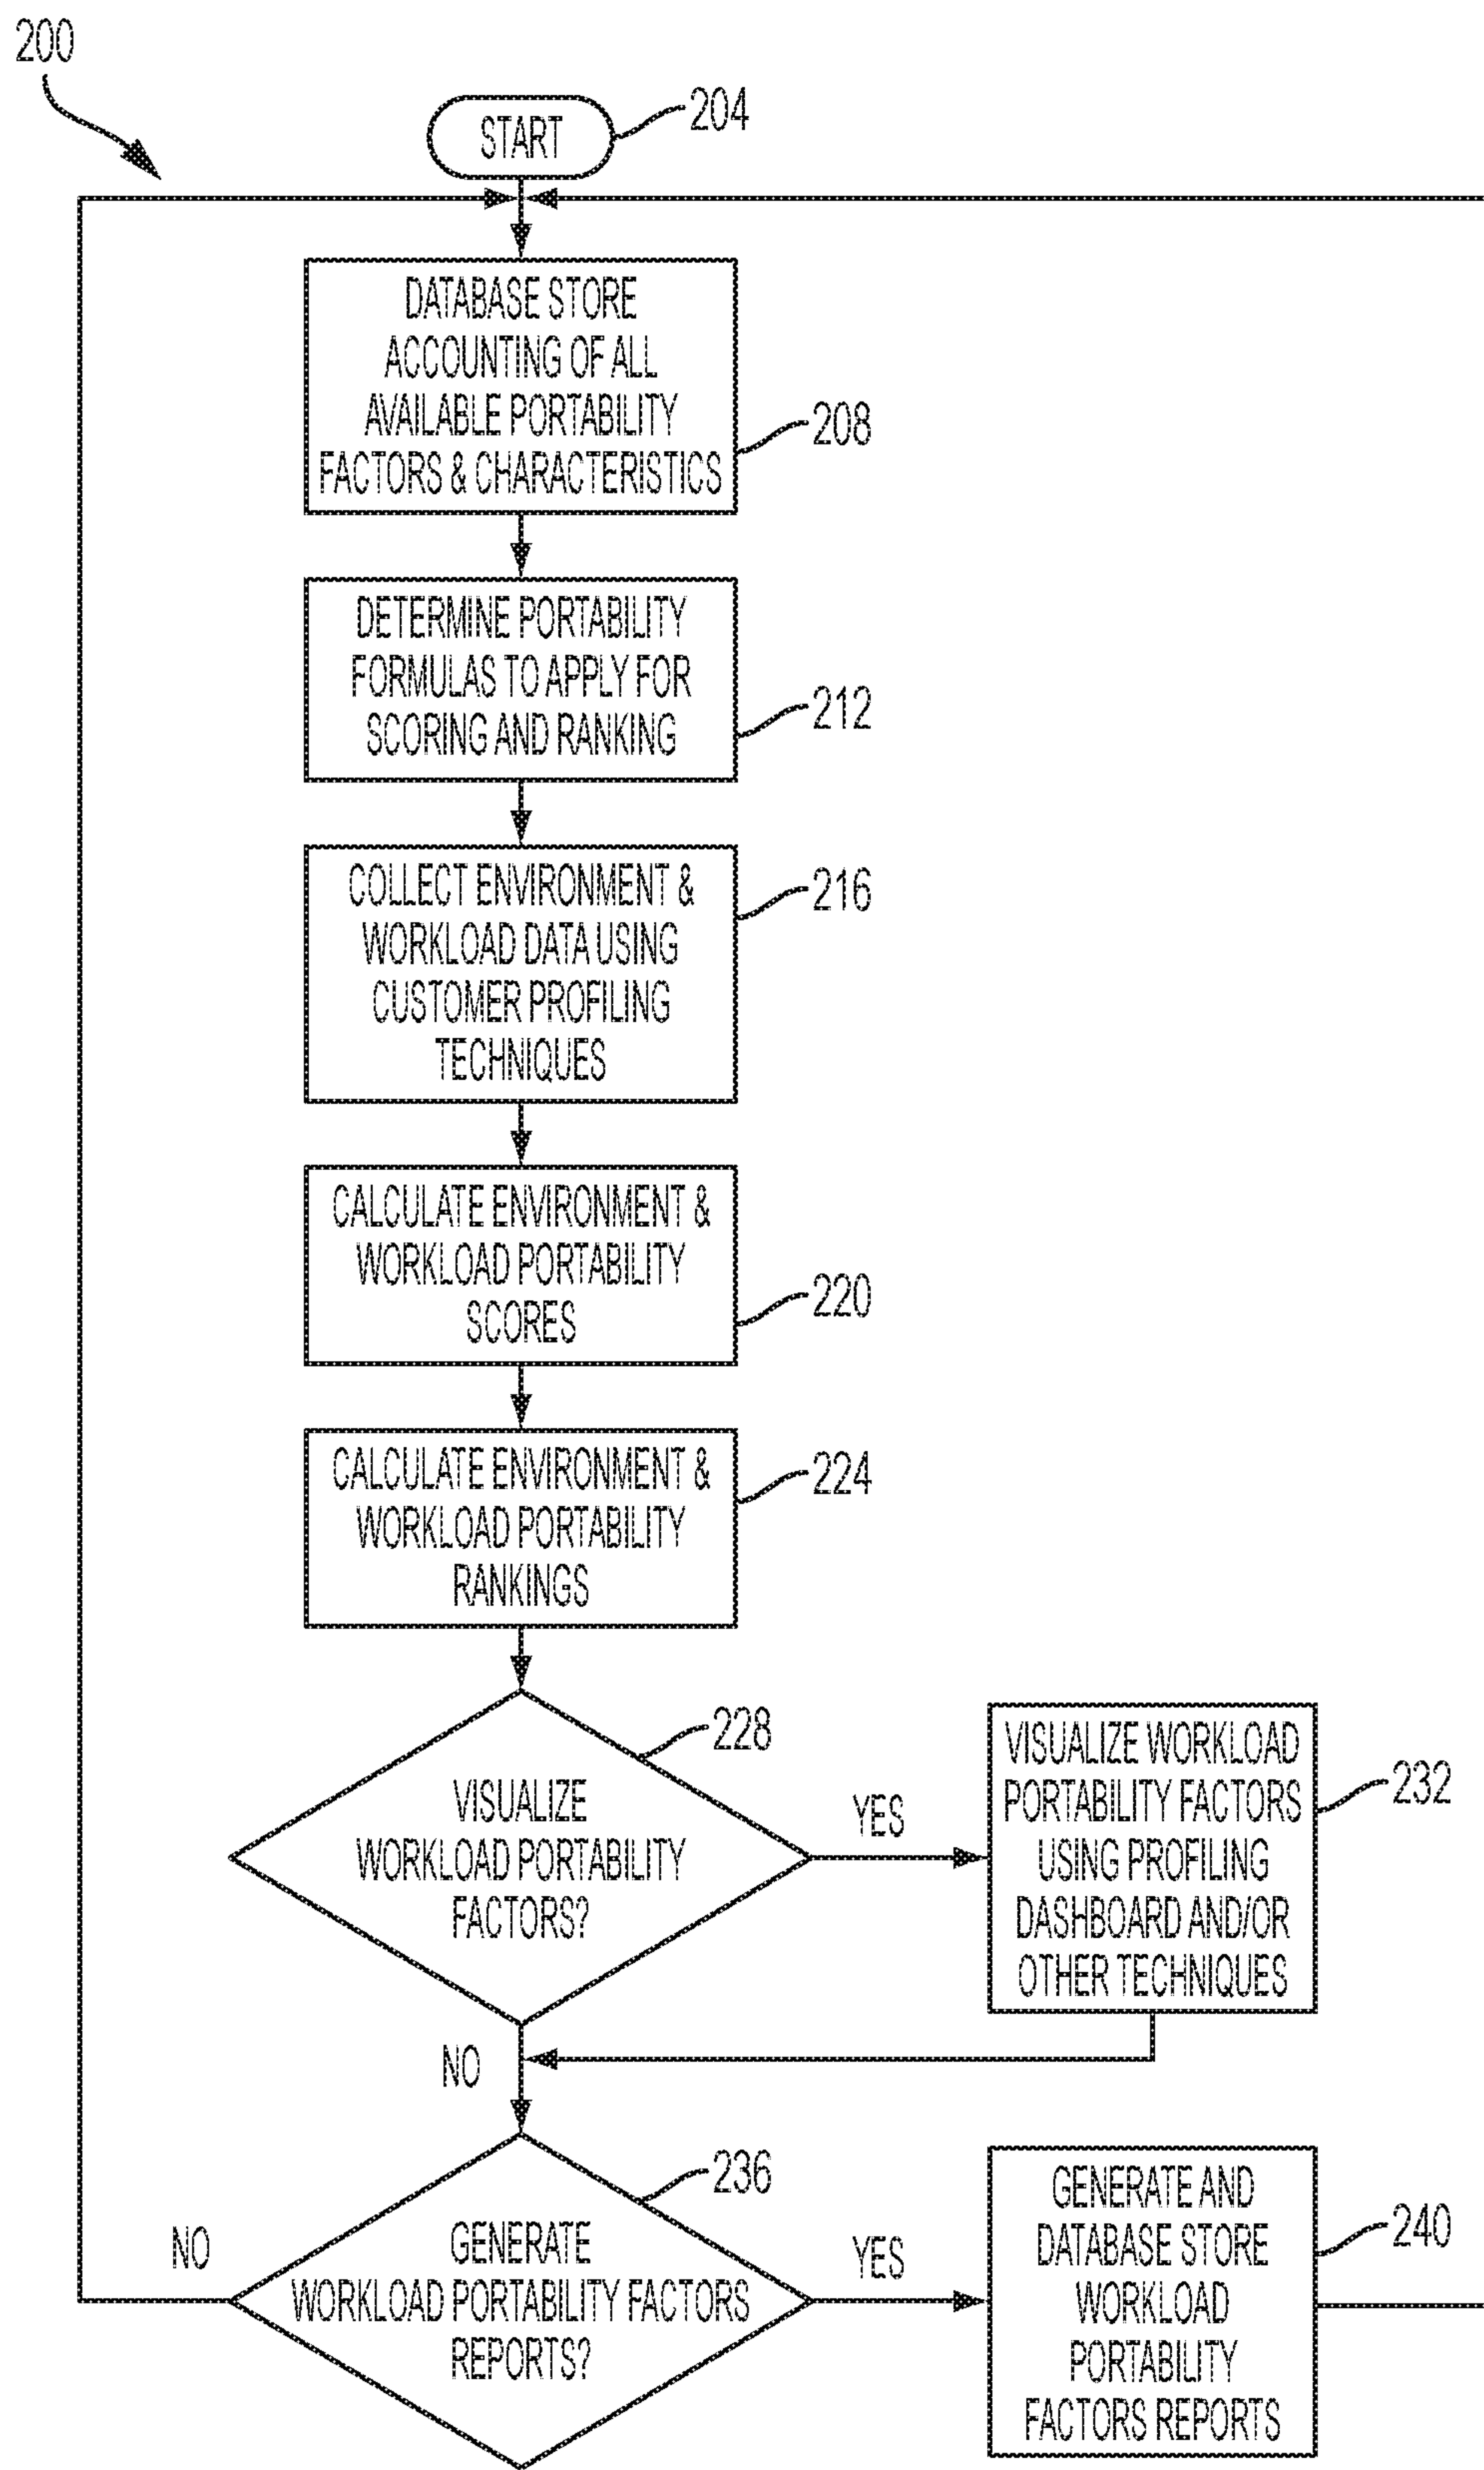 200
START
204
DATABASE STORE
ACCOUNTING OF ALL
AVAILABLE PORTABILITY
FACTORS & CHARACTERISTICS
208
DETERMINE PORTABILITY
FORMULAS TO APPLY FOR
SCORING AND RANKING
212
COLLECT ENVIRONMENT &
WORKLOAD DATA USING
CUSTOMER PROFILING
TECHNIQUES
216
CALCULATE ENVIRONMENT &
WORKLOAD PORTABILITY
SCORES
220
CALCULATE ENVIRONMENT &
WORKLOAD PORTABILITY
RANKINGS
224
VISUALIZE
WORKLOAD PORTABILITY
FACTORS?
228
YES
VISUALIZE WORKLOAD
PORTABILITY FACTORS
USING PROFILING
DASHBOARD AND/OR
OTHER TECHNIQUES
232
NO
GENERATE
WORKLOAD PORTABILITY FACTORS
REPORTS?
236
NO
YES
GENERATE AND
DATABASE STORE
WORKLOAD
PORTABILITY
FACTORS REPORTS
240